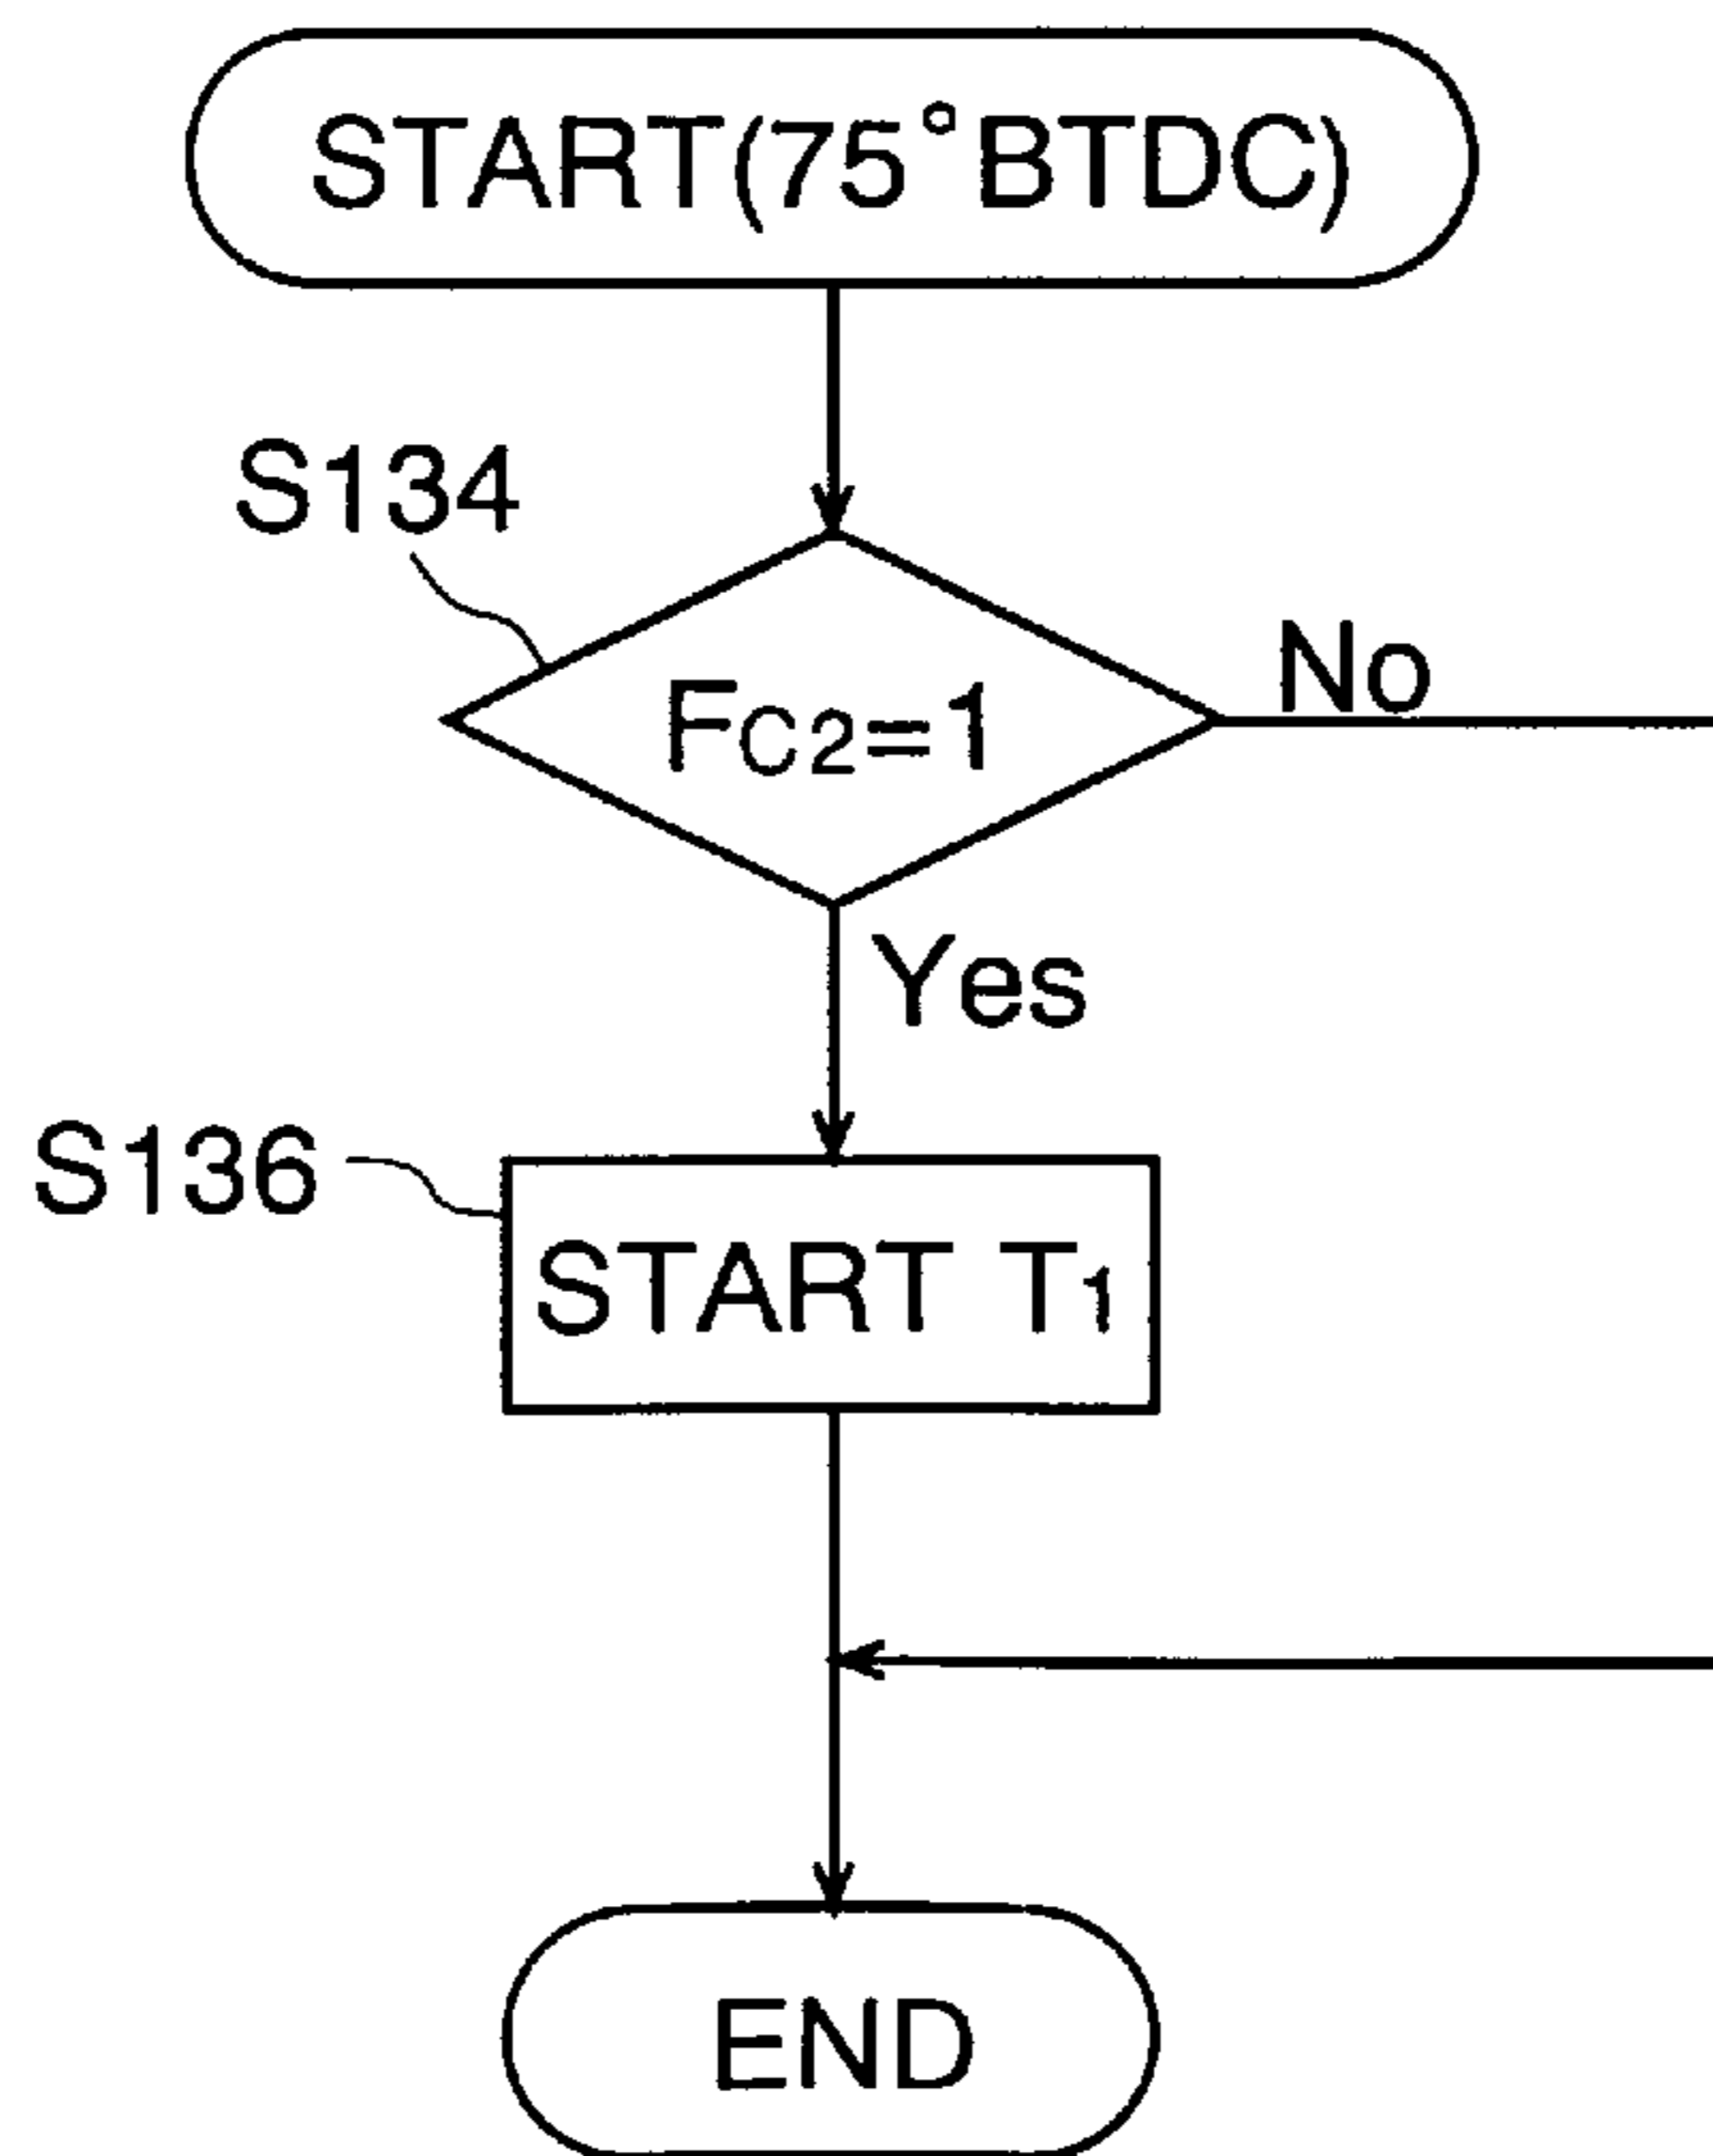 START(75°BTDC)
S134
FC2=1
No
Yes
S136
START T1
END